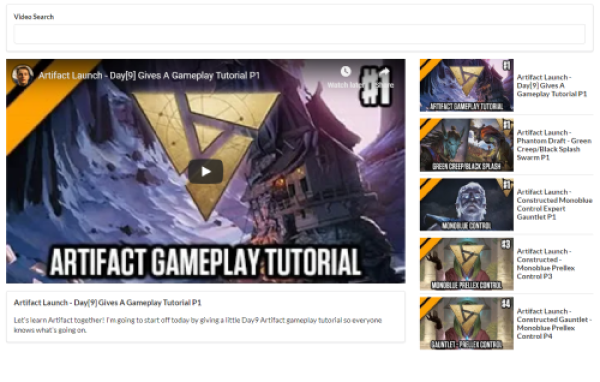 Video Search
Artifact Launch - Day[9] Gives A Gameplay Tutorial P1
Watch later
Share
#1
ARTIFACT GAMEPLAY TUTORIAL
Artifact Launch - Day[9] Gives A Gameplay Tutorial P1
Let's learn Artifact together! I'm going to start off today by giving a little Day9 Artifact gameplay tutorial so everyone
knows what's going on.
#1
ARTIFACT GAMEPLAY TUTORIAL
Artifact Launch -
Day[9] Gives A
Gameplay Tutorial P1
#1
GREEN CREEP/BLACK SPLASH
Artifact Launch -
Phantom Draft - Green
Creep/Black Splash
Swarm P1
#1
MONOBLUE CONTROL
Artifact Launch -
Constructed Monoblue
Control Expert
Gauntlet P1
#3
MONOBLUE PRELLEX CONTROL
Artifact Launch -
Constructed -
Monoblue Prellex
Control P3
#4
GAUNTLET - PRELLEX CONTROL
Artifact Launch -
Constructed Gauntlet -
Monoblue Prellex
Control P4